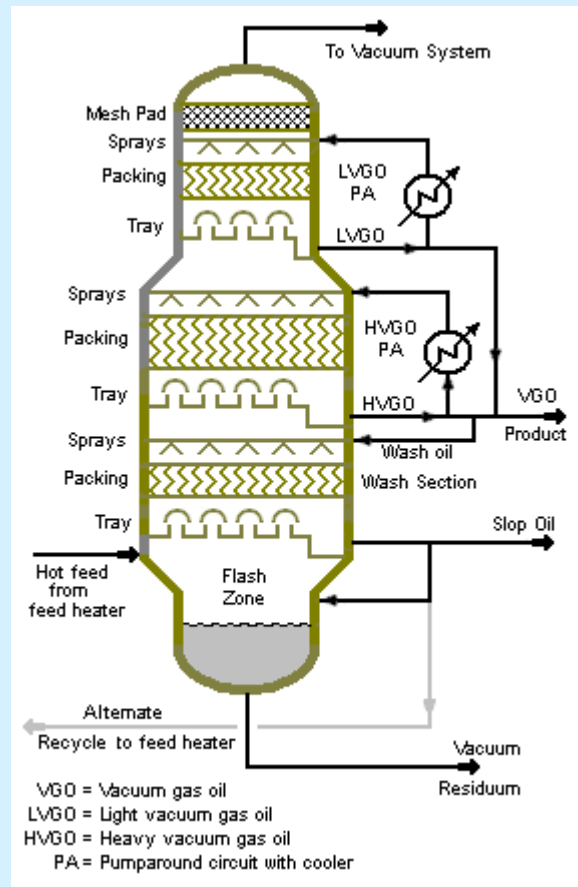 To Vacuum System
Mesh Pad
Sprays
Packing
LVGO
PA
Tray
LVGO
Sprays
HVGO
PA
Packing
Tray
HVGO
VGO
Product
Sprays
Wash oil
Packing
Wash Section
Tray
Slop Oil
Hot feed
from
feed heater
Flash
Zone
Alternate
Recycle to feed heater
Vacuum
Residuum
VGO = Vacuum gas oil
LVGO = Light vacuum gas oil
HVGO = Heavy vacuum gas oil
PA = Pumparound circuit with cooler